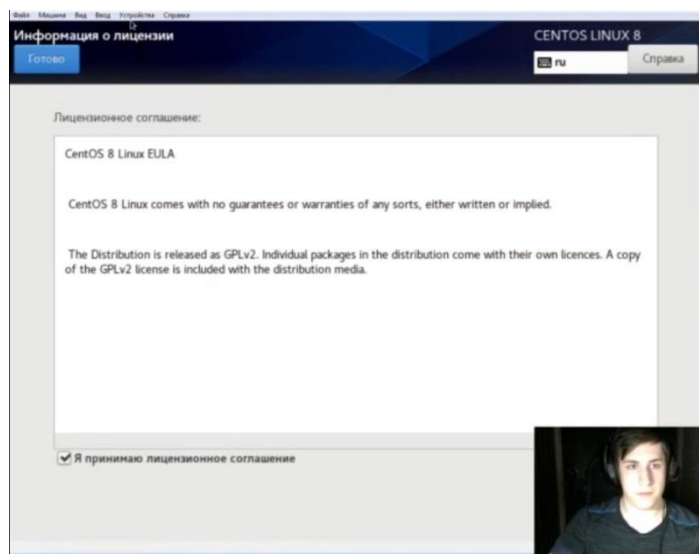 Файл Машина Вид Ввод Устройства Справка
Информация о лицензии
CENTOS LINUX 8
Готово
ru
Справка
Лицензионное соглашение:
CentOS 8 Linux EULA
CentOS 8 Linux comes with no guarantees or warranties of any sorts, either written or implied.
The Distribution is released as GPLv2. Individual packages in the distribution come with their own licences. A copy
of the GPLv2 license is included with the distribution media.
Я принимаю лицензионное соглашение